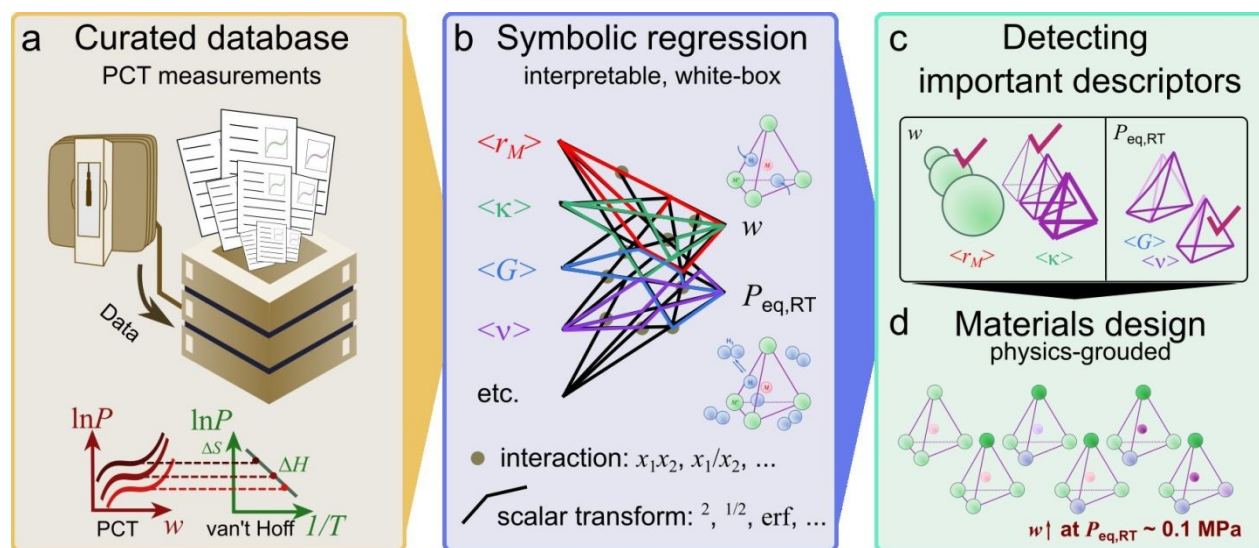 a
Curated database
PCT measurements
Data
lnP
PCT
w
lnP
ΔS
ΔH
van't Hoff
1/T
b
Symbolic regression
interpretable, white-box
<r_M>
<κ>
<G>
<ν>
etc.
w
P_eq,RT
interaction: x₁x₂, x₁/x₂, ...
scalar transform: ², ¹/², erf, ...
c
Detecting
important descriptors
w
<r_M>
<κ>
P_eq,RT
<G>
<ν>
d
Materials design
physics-grouded
w↑ at P_eq,RT ~ 0.1 MPa